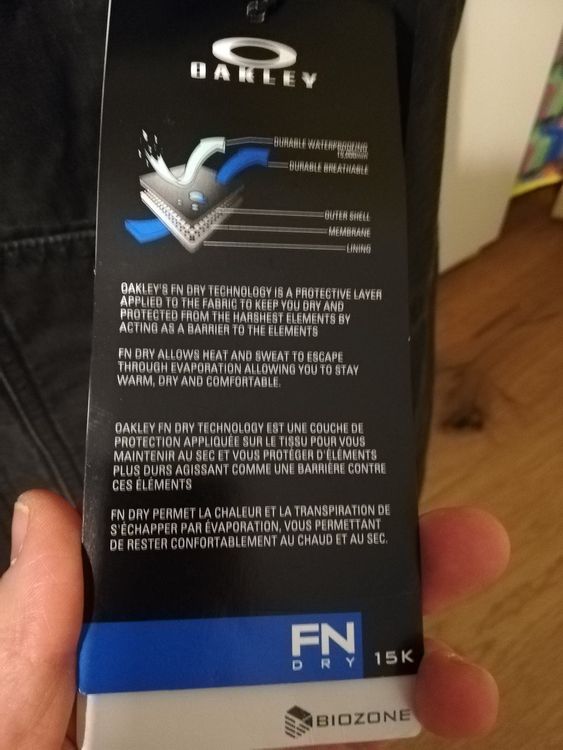 OAKLEY
DURABLE WATERPROOFING
15,000mm
DURABLE BREATHABLE
OUTER SHELL
MEMBRANE
LINING
OAKLEY'S FN DRY TECHNOLOGY IS A PROTECTIVE LAYER
APPLIED TO THE FABRIC TO KEEP YOU DRY AND
PROTECTED FROM THE HARSHEST ELEMENTS BY
ACTING AS A BARRIER TO THE ELEMENTS
FN DRY ALLOWS HEAT AND SWEAT TO ESCAPE
THROUGH EVAPORATION ALLOWING YOU TO STAY
WARM, DRY AND COMFORTABLE.
OAKLEY FN DRY TECHNOLOGY EST UNE COUCHE DE
PROTECTION APPLIQUÉE SUR LE TISSU POUR VOUS
MAINTENIR AU SEC ET VOUS PROTÉGER D'ÉLÉMENTS
PLUS DURS AGISSANT COMME UNE BARRIÈRE CONTRE
CES ÉLÉMENTS
FN DRY PERMET LA CHALEUR ET LA TRANSPIRATION DE
S'ÉCHAPPER PAR ÉVAPORATION, VOUS PERMETTANT
DE RESTER CONFORTABLEMENT AU CHAUD ET AU SEC.
FN
DRY 15K
BIOZONE